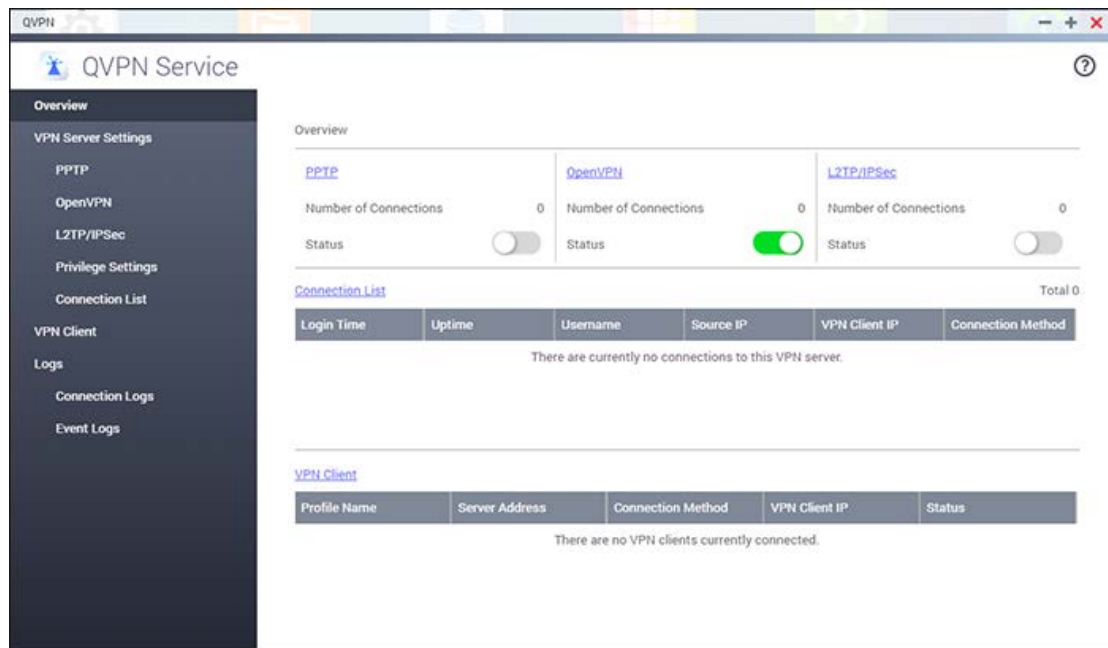 QVPN
QVPN Service
Overview
VPN Server Settings
PPTP
OpenVPN
L2TP/IPSec
Privilege Settings
Connection List
VPN Client
Logs
Connection Logs
Event Logs
Overview
PPTP OpenVPN L2TP/IPSec
Number of Connections 0 Number of Connections 0 Number of Connections 0
Status Status Status
Connection List Total 0
Login Time Uptime Username Source IP VPN Client IP Connection Method
There are currently no connections to this VPN server.
VPN Client
Profile Name Server Address Connection Method VPN Client IP Status
There are no VPN clients currently connected.